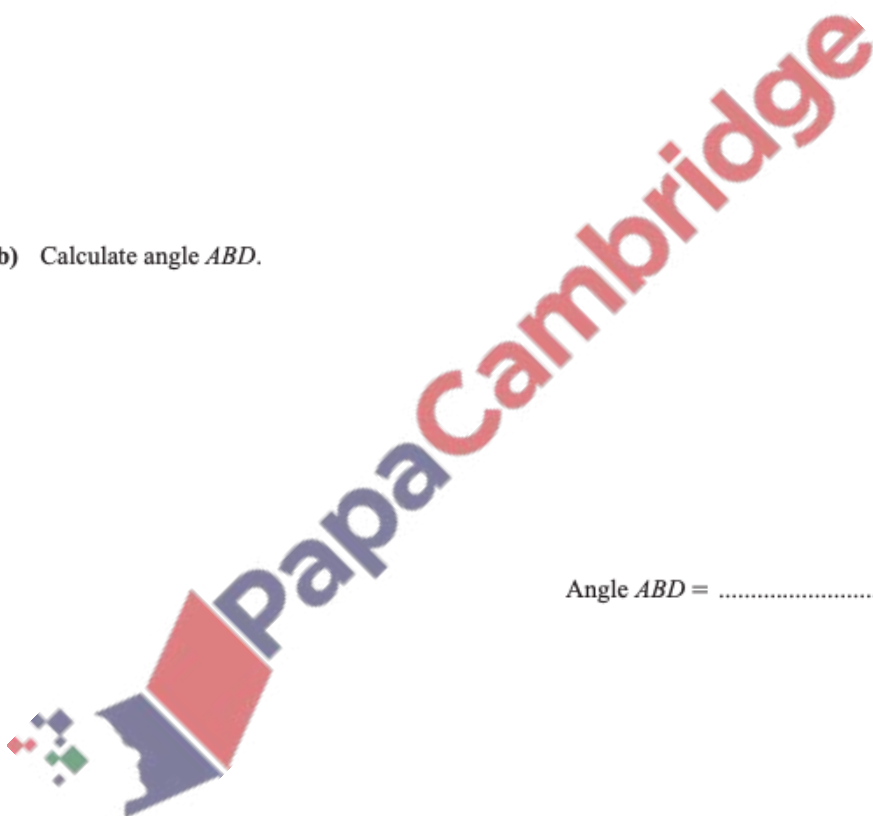 b) Calculate angle ABD.
PapaCambridge
Angle ABD = ........................